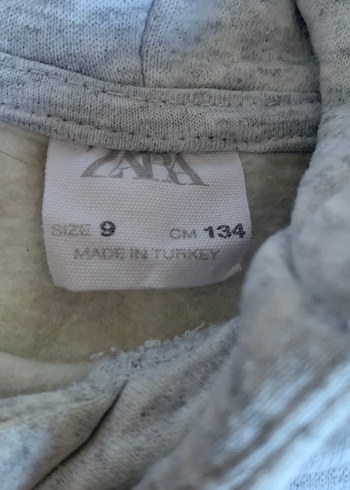 ZARA
SIZE 9 CM 134
MADE IN TURKEY